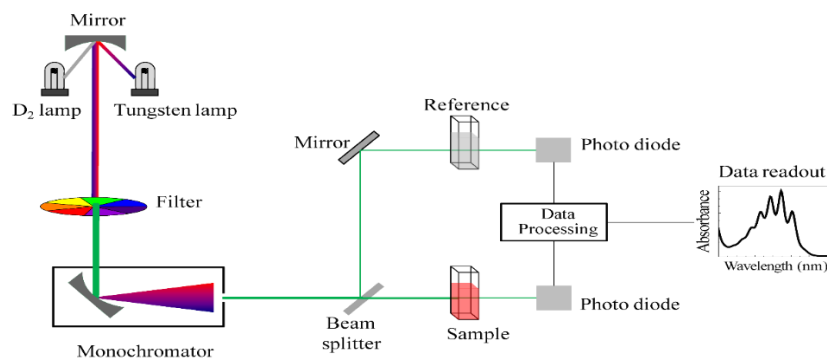 Mirror
D₂ lamp
Tungsten lamp
Filter
Monochromator
Mirror
Beam
splitter
Reference
Sample
Photo diode
Data
Processing
Photo diode
Data readout
Absorbance
Wavelength (nm)